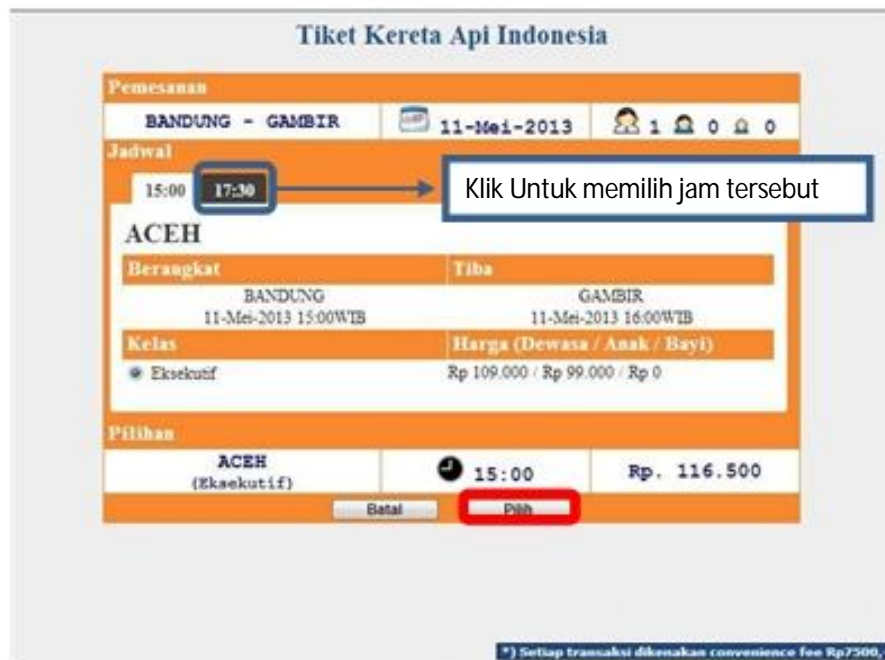 Tiket Kereta Api Indonesia
Pemesanan
BANDUNG - GAMBIR 11-Mei-2013 1 0 0
Jadwal
15:00 17:30 Klik Untuk memilih jam tersebut
ACEH
Berangkat Tiba
BANDUNG GAMBIR
11-Mei-2013 15:00WIB 11-Mei-2013 16:00WIB
Kelas Harga (Dewasa / Anak / Bayi)
Eksekutif Rp 109.000 / Rp 99.000 / Rp 0
Pilihan
ACEH 15:00 Rp. 116.500
(Eksekutif)
Batal Pilih
*) Setiap transaksi dikenakan convenience fee Rp7500,